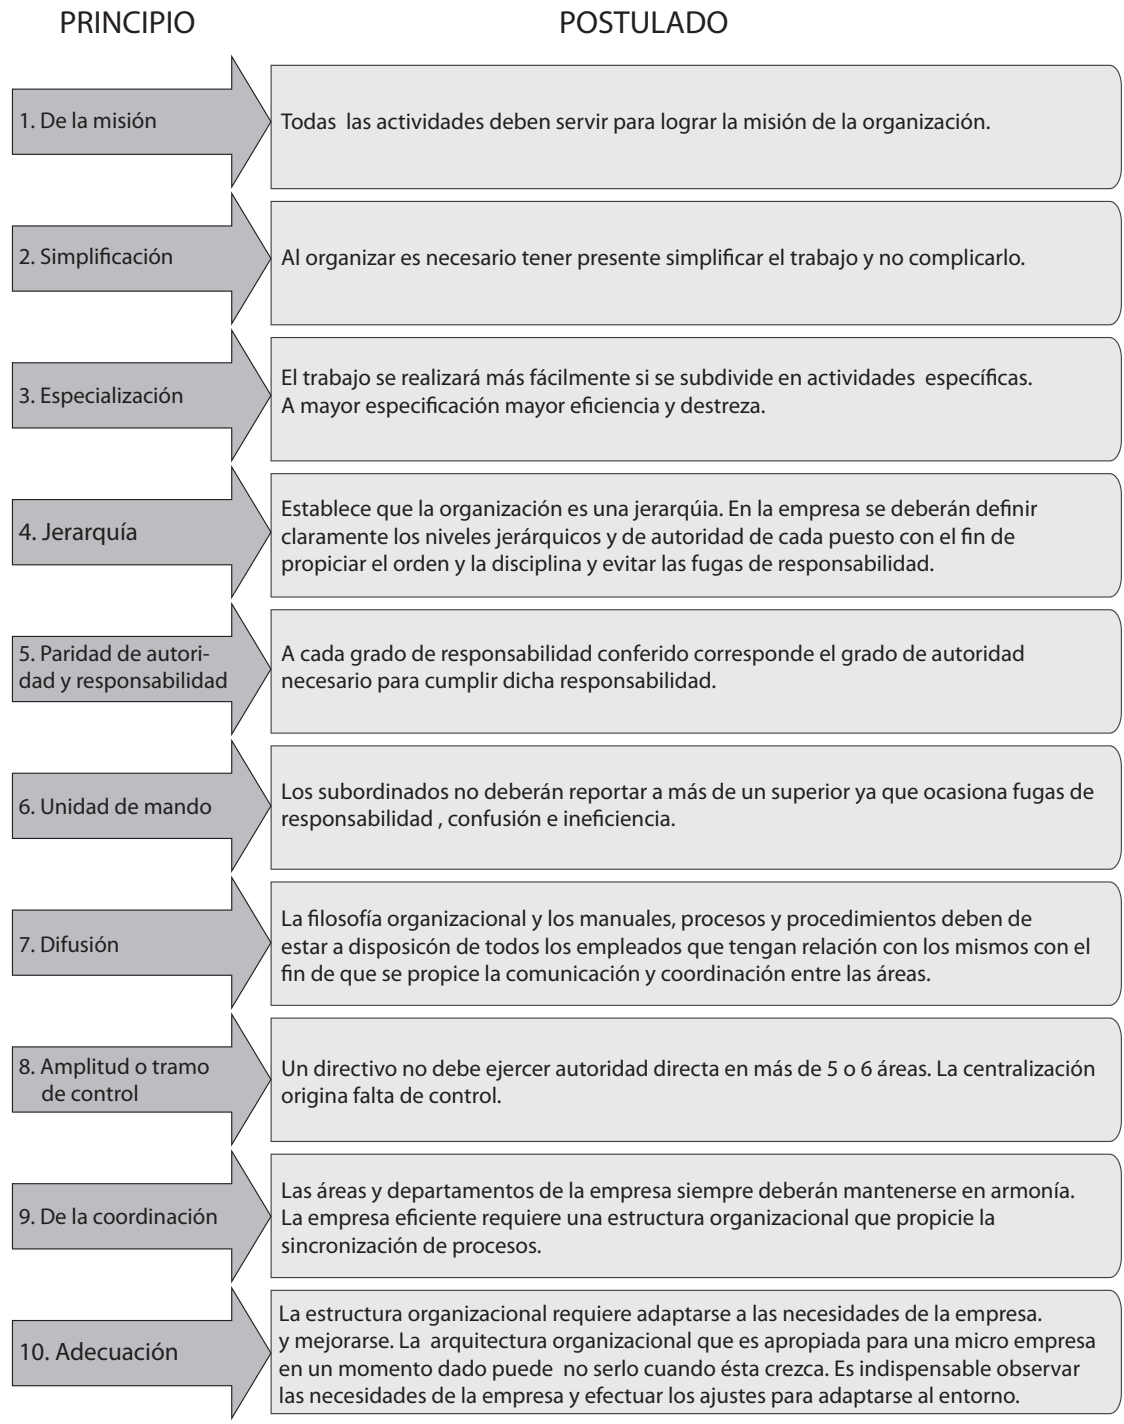 PRINCIPIO
POSTULADO
1. De la misión
Todas las actividades deben servir para lograr la misión de la organización.
2. Simplificación
Al organizar es necesario tener presente simplificar el trabajo y no complicarlo.
3. Especialización
El trabajo se realizará más fácilmente si se subdivide en actividades específicas.
A mayor especificación mayor eficiencia y destreza.
4. Jerarquía
Establece que la organización es una jerarqúia. En la empresa se deberán definir
claramente los niveles jerárquicos y de autoridad de cada puesto con el fin de
propiciar el orden y la disciplina y evitar las fugas de responsabilidad.
5. Paridad de autori-
dad y responsabilidad
A cada grado de responsabilidad conferido corresponde el grado de autoridad
necesario para cumplir dicha responsabilidad.
6. Unidad de mando
Los subordinados no deberán reportar a más de un superior ya que ocasiona fugas de
responsabilidad , confusión e ineficiencia.
7. Difusión
La filosofía organizacional y los manuales, procesos y procedimientos deben de
estar a disposicón de todos los empleados que tengan relación con los mismos con el
fin de que se propice la comunicación y coordinación entre las áreas.
8. Amplitud o tramo
de control
Un directivo no debe ejercer autoridad directa en más de 5 o 6 áreas. La centralización
origina falta de control.
9. De la coordinación
Las áreas y departamentos de la empresa siempre deberán mantenerse en armonía.
La empresa eficiente requiere una estructura organizacional que propicie la
sincronización de procesos.
10. Adecuación
La estructura organizacional requiere adaptarse a las necesidades de la empresa.
y mejorarse. La arquitectura organizacional que es apropiada para una micro empresa
en un momento dado puede no serlo cuando ésta crezca. Es indispensable observar
las necesidades de la empresa y efectuar los ajustes para adaptarse al entorno.